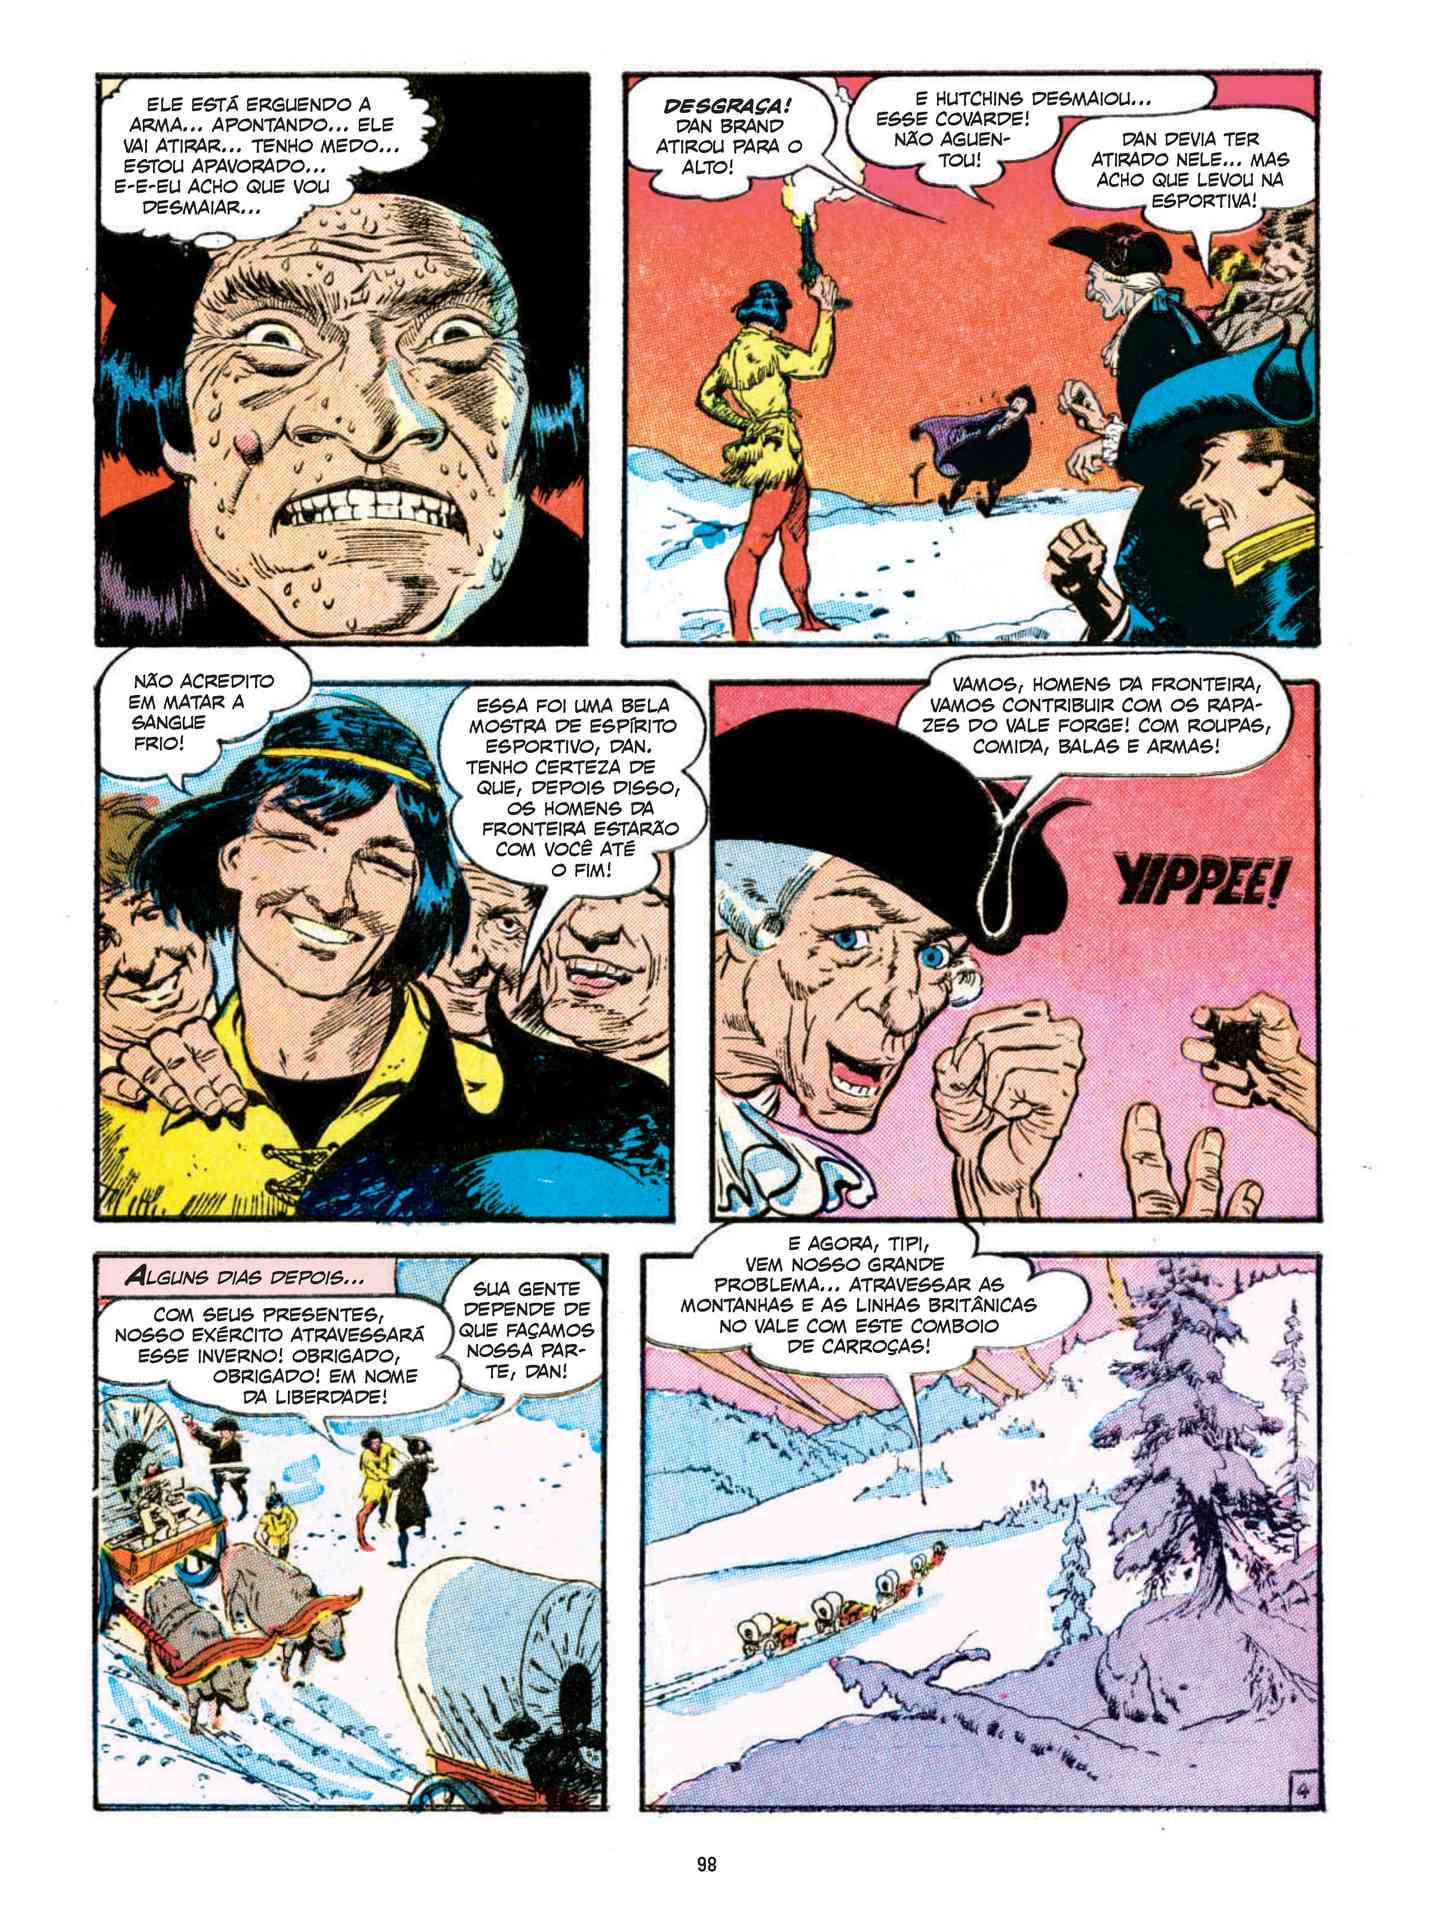 ELE ESTÁ ERGUENDO A
ARMA... APONTANDO... ELE
VAI ATIRAR... TENHO MEDO...
ESTOU APAVORADO...
E-E-EU ACHO QUE VOU
DESMAIAR...
DESGRAÇA!
DAN BRAND
ATIROU PARA O
ALTO!
E HUTCHINS DESMAIOU...
ESSE COVARDE!
NÃO AGUEN-
TOU!
DAN DEVIA TER
ATIRADO NELE... MAS
ACHO QUE LEVOU NA
ESPORTIVA!
NÃO ACREDITO
EM MATAR A
SANGUE
FRIO!
ESSA FOI UMA BELA
MOSTRA DE ESPÍRITO
ESPORTIVO, DAN.
TENHO CERTEZA DE
QUE, DEPOIS DISSO,
OS HOMENS DA
FRONTEIRA ESTARÃO
COM VOCÊ ATÉ
O FIM!
VAMOS, HOMENS DA FRONTEIRA,
VAMOS CONTRIBUIR COM OS RAPA-
ZES DO VALE FORGE! COM ROUPAS,
COMIDA, BALAS E ARMAS!
YIPPEE!
ALGUNS DIAS DEPOIS...
COM SEUS PRESENTES,
NOSSO EXÉRCITO ATRAVESSARÁ
ESSE INVERNO! OBRIGADO,
OBRIGADO! EM NOME
DA LIBERDADE!
SUA GENTE
DEPENDE DE
QUE FAÇAMOS
NOSSA PAR-
TE, DAN!
E AGORA, TIPI,
VEM NOSSO GRANDE
PROBLEMA... ATRAVESSAR AS
MONTANHAS E AS LINHAS BRITÂNICAS
NO VALE COM ESTE COMBOIO
DE CARROÇAS!
4
98